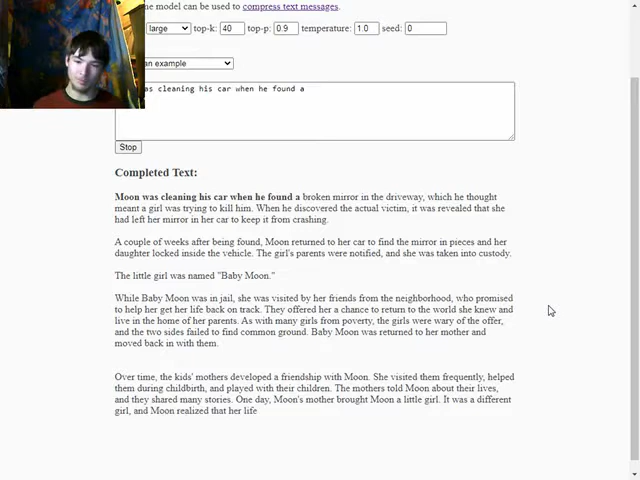 me model can be used to compress text messages.
large top-k: 40 top-p: 0.9 temperature: 1.0 seed: 0
an example
as cleaning his car when he found a
Stop
Completed Text:
Moon was cleaning his car when he found a broken mirror in the driveway, which he thought
meant a girl was trying to kill him. When he discovered the actual victim, it was revealed that she
had left her mirror in her car to keep it from crashing.
A couple of weeks after being found, Moon returned to her car to find the mirror in pieces and her
daughter locked inside the vehicle. The girl's parents were notified, and she was taken into custody.
The little girl was named "Baby Moon."
While Baby Moon was in jail, she was visited by her friends from the neighborhood, who promised
to help her get her life back on track. They offered her a chance to return to the world she knew and
live in the home of her parents. As with many girls from poverty, the girls were wary of the offer,
and the two sides failed to find common ground. Baby Moon was returned to her mother and
moved back in with them.
Over time, the kids' mothers developed a friendship with Moon. She visited them frequently, helped
them during childbirth, and played with their children. The mothers told Moon about their lives,
and they shared many stories. One day, Moon's mother brought Moon a little girl. It was a different
girl, and Moon realized that her life